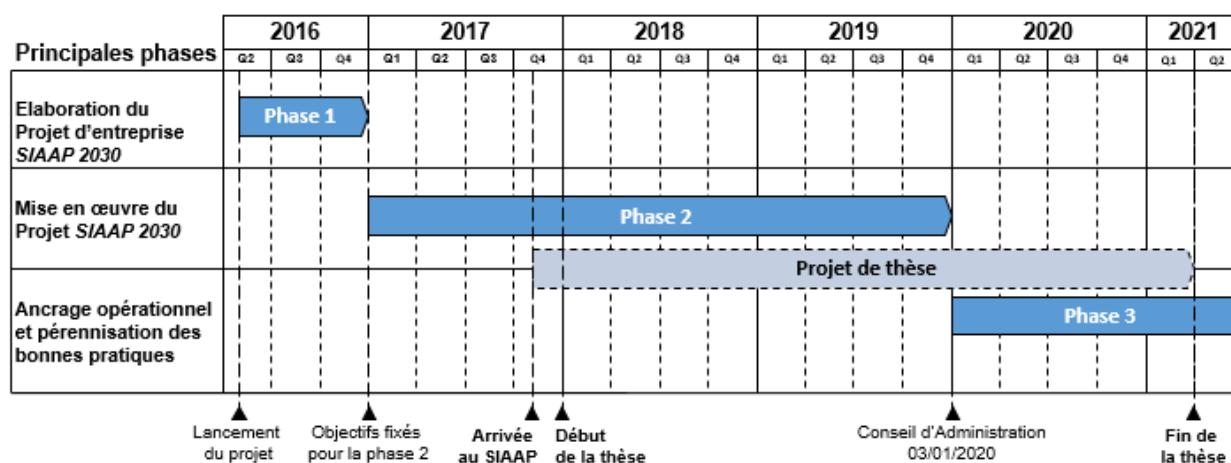 2016 2017 2018 2019 2020 2021
Principales phases
Q2 Q3 Q4 Q1 Q2 Q3 Q4 Q1 Q2 Q3 Q4 Q1 Q2 Q3 Q4 Q1 Q2 Q3 Q4 Q1 Q2
Elaboration du
Projet d'entreprise
SIAAP 2030
Phase 1
Mise en œuvre du
Projet SIAAP 2030
Phase 2
Projet de thèse
Ancrage opérationnel
et pérennisation des
bonnes pratiques
Phase 3
Lancement
du projet
Objectifs fixés
pour la phase 2
Arrivée
au SIAAP
Début
de la thèse
Conseil d'Administration
03/01/2020
Fin de
la thèse